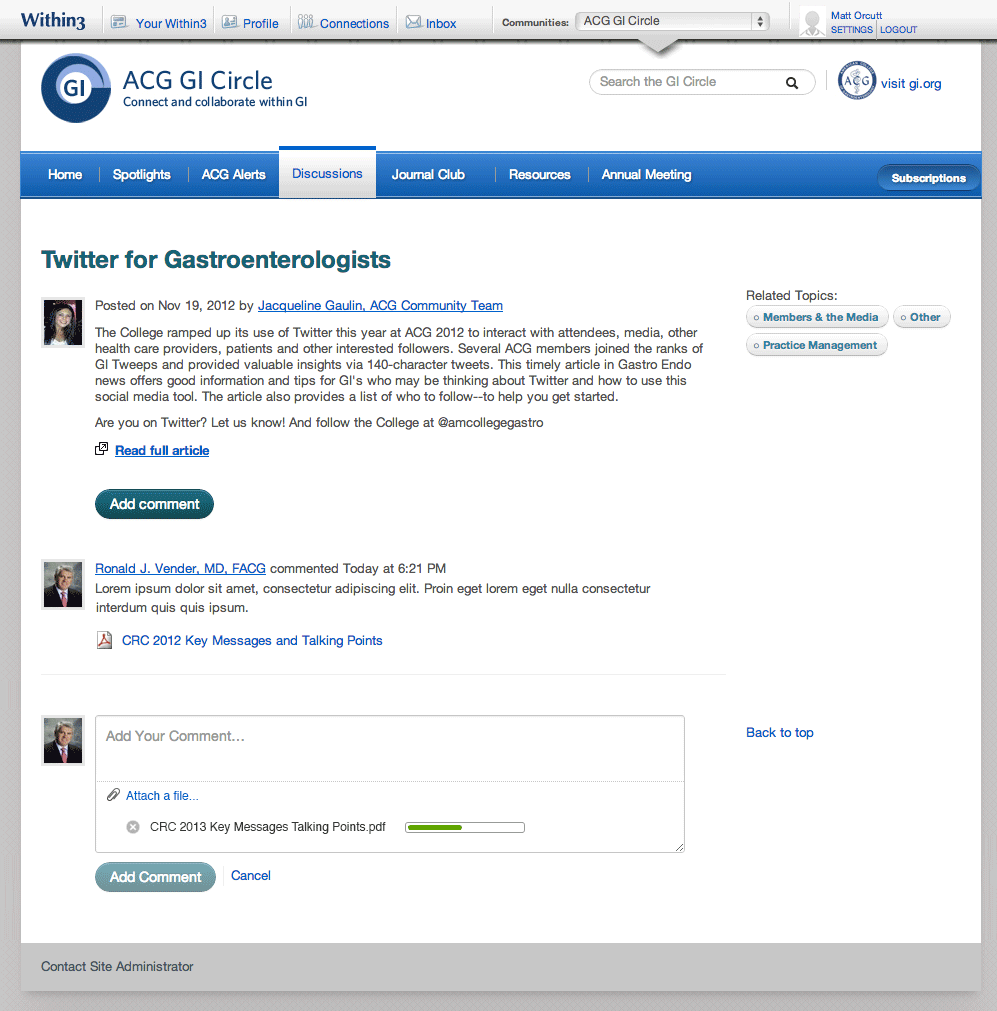 Within3
Your Within3
Profile
Connections
Inbox
Communities:
ACG GI Circle
Matt Orcutt
SETTINGS LOGOUT
GI
ACG GI Circle
Connect and collaborate within GI
Search the GI Circle
ACG
visit gi.org
Home
Spotlights
ACG Alerts
Discussions
Journal Club
Resources
Annual Meeting
Subscriptions
Twitter for Gastroenterologists
Posted on Nov 19, 2012 by Jacqueline Gaulin, ACG Community Team
The College ramped up its use of Twitter this year at ACG 2012 to interact with attendees, media, other
health care providers, patients and other interested followers. Several ACG members joined the ranks of
GI Tweeps and provided valuable insights via 140-character tweets. This timely article in Gastro Endo
news offers good information and tips for GI's who may be thinking about Twitter and how to use this
social media tool. The article also provides a list of who to follow--to help you get started.
Are you on Twitter? Let us know! And follow the College at @amcollegegastro
Read full article
Add comment
Related Topics:
Members & the Media
Other
Practice Management
Ronald J. Vender, MD, FACG commented Today at 6:21 PM
Lorem ipsum dolor sit amet, consectetur adipiscing elit. Proin eget lorem eget nulla consectetur
interdum quis quis ipsum.
CRC 2012 Key Messages and Talking Points
Add Your Comment...
Attach a file...
CRC 2013 Key Messages Talking Points.pdf
Add Comment
Cancel
Back to top
Contact Site Administrator